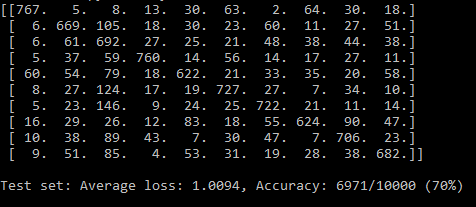 [[767. 5. 8. 13. 30. 63. 2. 64. 30. 18.]
[ 6. 669. 105. 18. 30. 23. 60. 11. 27. 51.]
[ 6. 61. 692. 27. 25. 21. 48. 38. 44. 38.]
[ 5. 37. 59. 760. 14. 56. 14. 17. 27. 11.]
[ 60. 54. 79. 18. 622. 21. 33. 35. 20. 58.]
[ 8. 27. 124. 17. 19. 727. 27. 7. 34. 10.]
[ 5. 23. 146. 9. 24. 25. 722. 21. 11. 14.]
[ 16. 29. 26. 12. 83. 18. 55. 624. 90. 47.]
[ 10. 38. 89. 43. 7. 30. 47. 7. 706. 23.]
[ 9. 51. 85. 4. 53. 31. 19. 28. 38. 682.]]
Test set: Average loss: 1.0094, Accuracy: 6971/10000 (70%)